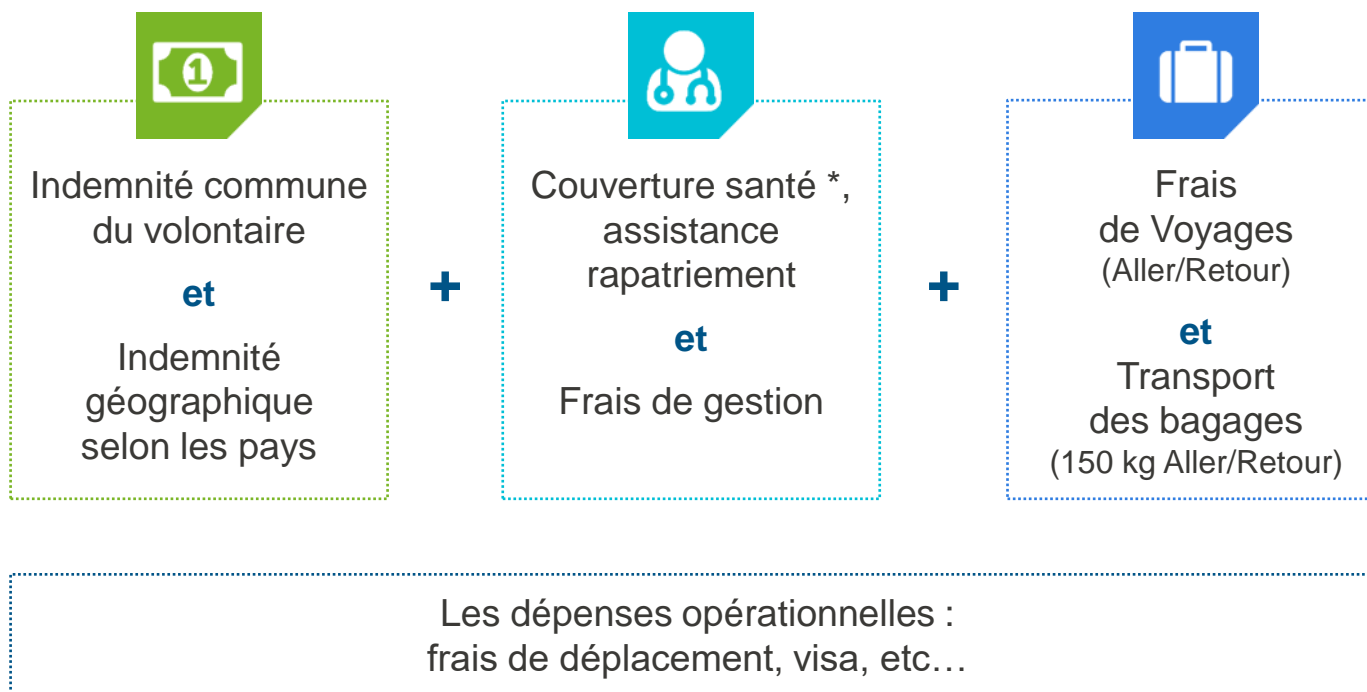 1
Indemnité commune
du volontaire
et
Indemnité
géographique
selon les pays
+
Couverture santé *,
assistance
rapatriement
et
Frais de gestion
+
Frais
de Voyages
(Aller/Retour)
et
Transport
des bagages
(150 kg Aller/Retour)
Les dépenses opérationnelles :
frais de déplacement, visa, etc…